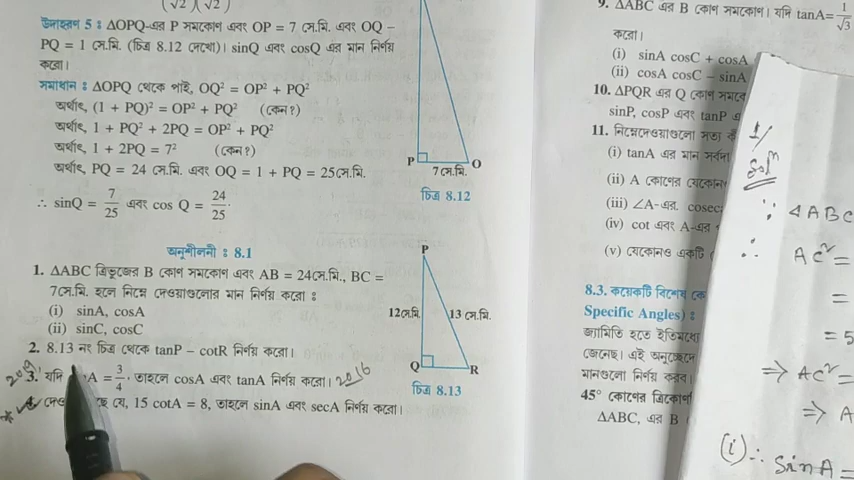 (√2) (√2)
উদাহরণ 5 : ΔOPQ-এর P সমকোণ এবং OP = 7 সে.মি. এবং OQ –
PQ = 1 সে.মি. (চিত্র 8.12 দেখো)। sinQ এবং cosQ এর মান নির্ণয়
করো।
সমাধান : ΔOPQ থেকে পাই, OQ² = OP² + PQ²
অর্থাৎ, (1 + PQ)² = OP² + PQ² (কেন?)
অর্থাৎ, 1 + PQ² + 2PQ = OP² + PQ²
অর্থাৎ, 1 + 2PQ = 7² (কেন?)
অর্থাৎ, PQ = 24 সে.মি. এবং OQ = 1 + PQ = 25সে.মি.
∴ sinQ = 7/25 এবং cos Q = 24/25.
P O
7 সে.মি.
চিত্র 8.12
অনুশীলনী : 8.1
1. ΔABC ত্রিভুজের B কোণ সমকোণ এবং AB = 24সে.মি., BC =
7সে.মি. হলে নিম্নে দেওয়াগুলোর মান নির্ণয় করো :
(i) sinA, cosA
(ii) sinC, cosC
2. 8.13 নং চিত্র থেকে tanP – cotR নির্ণয় করো।
3. যদি A = 3/4. তাহলে cosA এবং tanA নির্ণয় করো। 2016
যে, 15 cotA = 8, তাহলে sinA এবং secA নির্ণয় করো।
P
12সে.মি. 13 সে.মি.
Q R
চিত্র 8.13
9. ΔABC এর B কোণ সমকোণ। যদি tanA= 1/√3
করো।
(i) sinA cosC + cosA
(ii) cosA cosC – sinA
10. ΔPQR এর Q কোণ
sinP, cosP এবং tanP
11. নিম্নেদেওয়াগুলো সত্য
(i) tanA এর মান সর্বদা
(ii) A কোণের
(iii) ∠A-এর cosec
(iv) cot এবং A-এর
(v) যেকোনও একটি
8.3. কয়েকটি বিশেষ
Specific Angles) :
জ্যামিতি হতে
জেনেছ। এই অনুচ্ছেদে
মানগুলো নির্ণয় করব।
45° কোণের
ΔABC, এর B
1/
Solⁿ
∵ ΔABC
∴ AC² =
=
= 5
⇒ AC² =
⇒ A
(i) ∴ SinA =